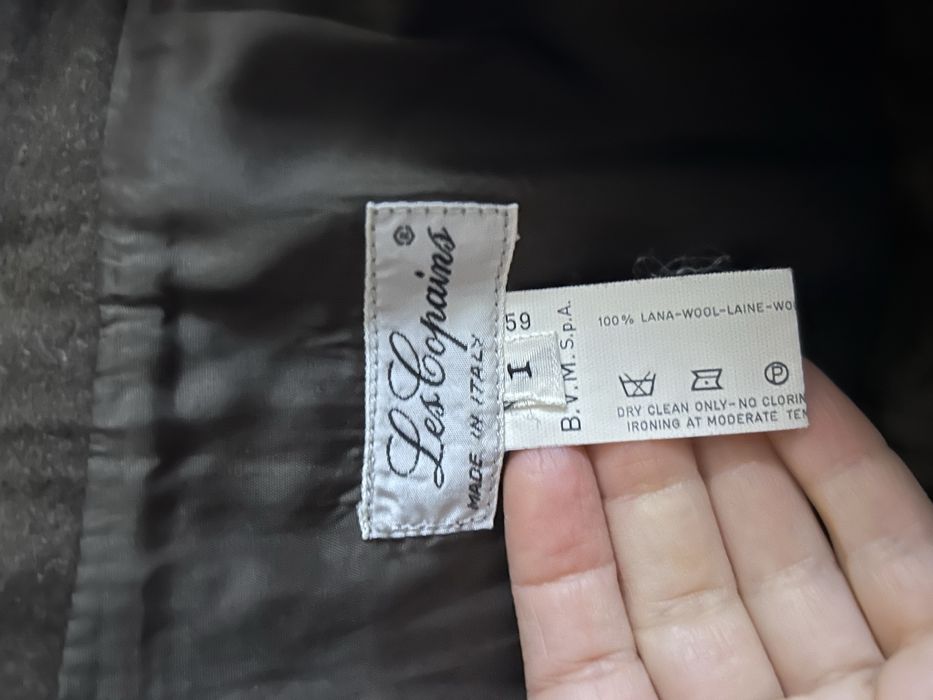 Les Copains ®
MADE IN ITALY
59
I
B.V.M. S.p.A.
100% LANA-WOOL-LAINE-WO
DRY CLEAN ONLY-NO CLORIN
IRONING AT MODERATE TEM